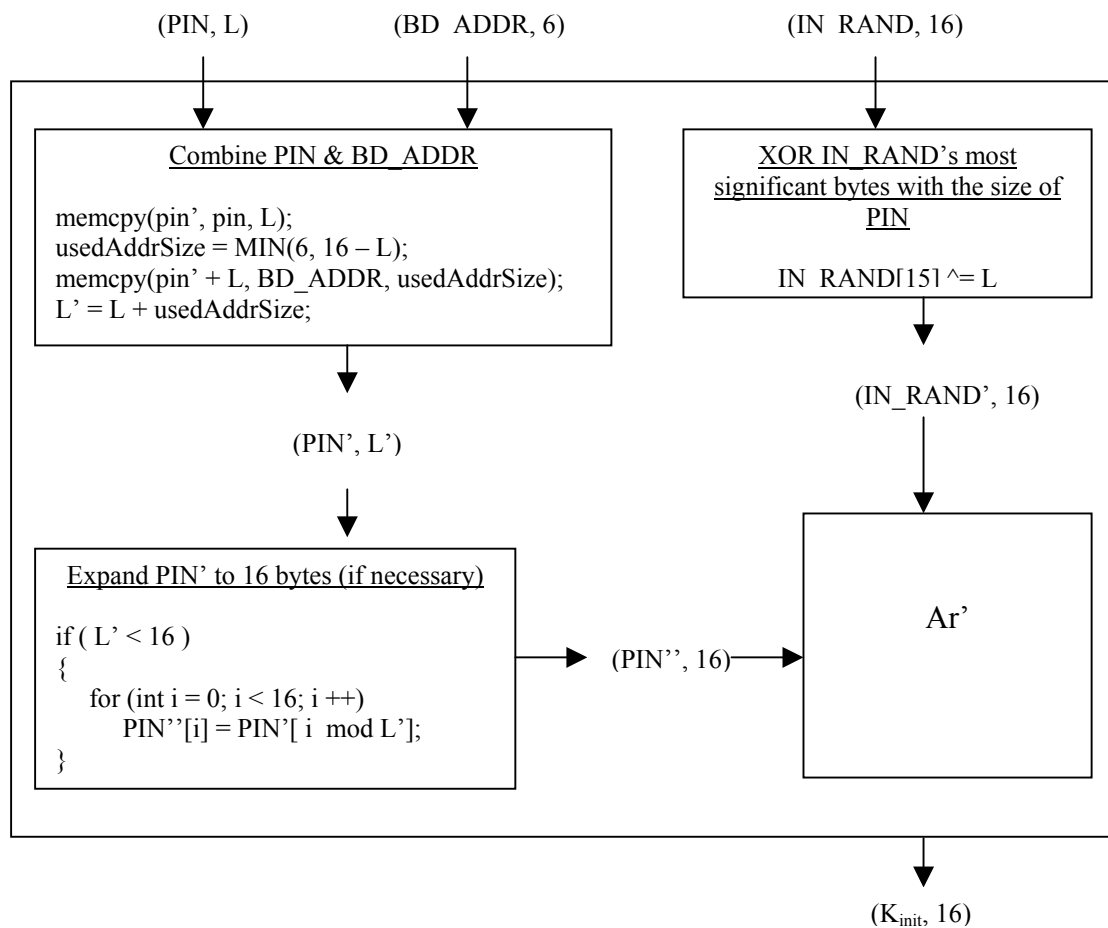 (PIN, L)
(BD ADDR, 6)
(IN RAND, 16)
Combine PIN & BD_ADDR
memcpy(pin’, pin, L);
usedAddrSize = MIN(6, 16 – L);
memcpy(pin’ + L, BD_ADDR, usedAddrSize);
L’ = L + usedAddrSize;
XOR IN_RAND’s most
significant bytes with the size of
PIN
IN RAND[15] ^= L
(PIN’, L’)
(IN_RAND’, 16)
Expand PIN’ to 16 bytes (if necessary)
if ( L’ < 16 )
{
for (int i = 0; i < 16; i ++)
PIN’’[i] = PIN’[ i mod L’];
}
(PIN’’, 16)
Ar’
(Kinit, 16)